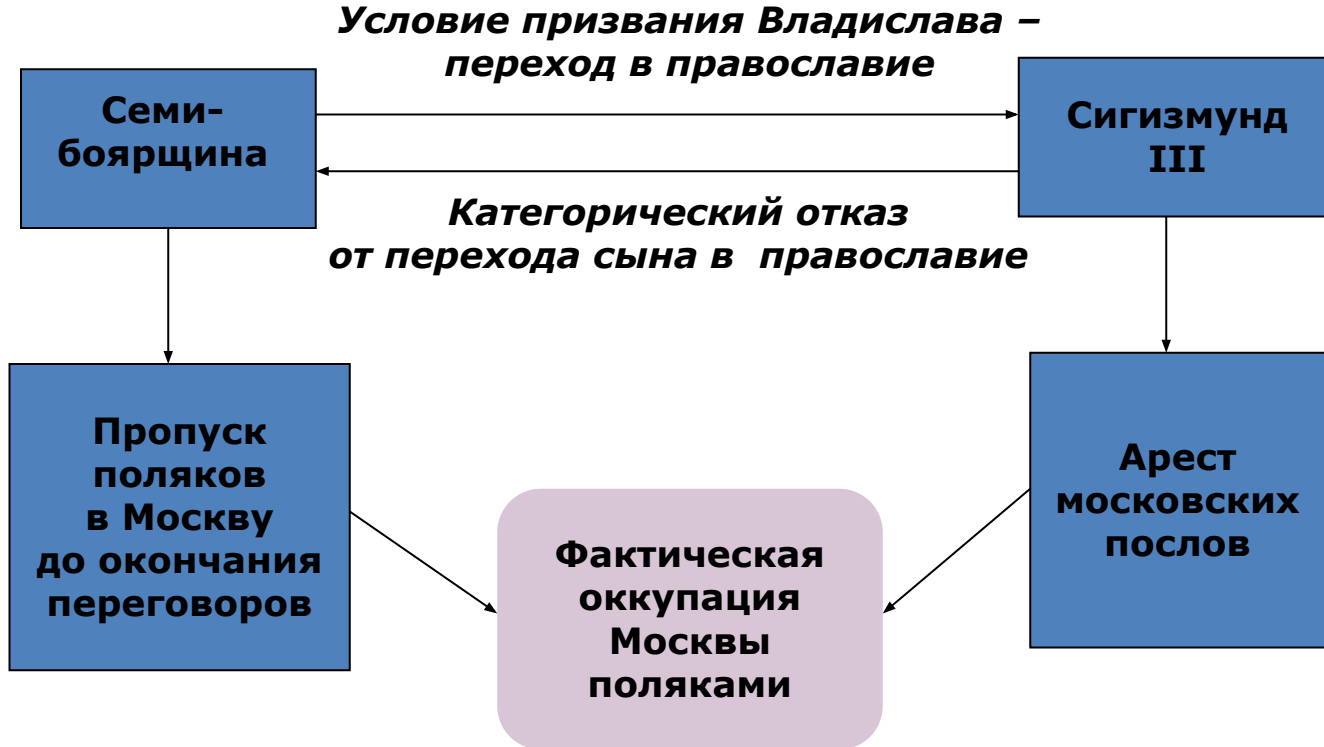 Условие призвания Владислава –
переход в православие
Семи-
боярщина
Сигизмунд
III
Категорический отказ
от перехода сына в  православие
Пропуск
поляков
в Москву
до окончания
переговоров
Арест
московских
послов
Фактическая
оккупация
Москвы
поляками